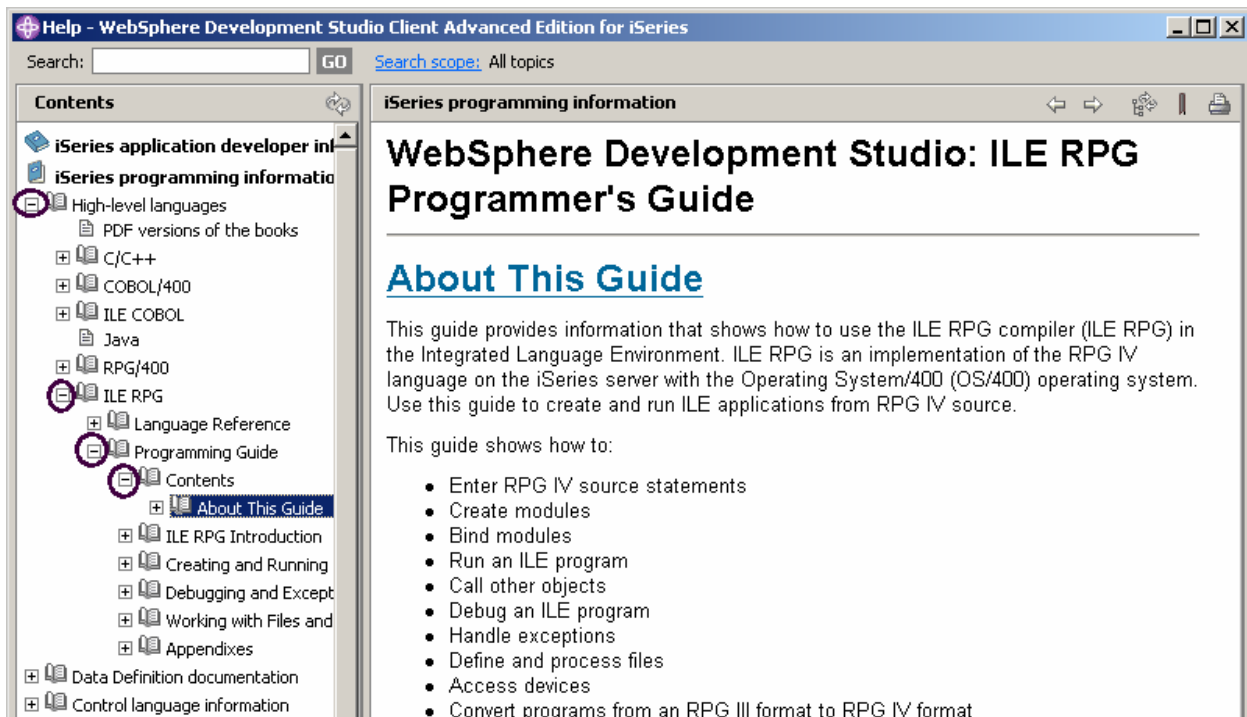 Help - WebSphere Development Studio Client Advanced Edition for iSeries
Search: GO Search scope: All topics
Contents
iSeries application developer inf
iSeries programming informatio
High-level languages
PDF versions of the books
C/C++
COBOL/400
ILE COBOL
Java
RPG/400
ILE RPG
Language Reference
Programming Guide
Contents
About This Guide
ILE RPG Introduction
Creating and Running
Debugging and Except
Working with Files and
Appendixes
Data Definition documentation
Control language information
iSeries programming information
WebSphere Development Studio: ILE RPG
Programmer's Guide
About This Guide
This guide provides information that shows how to use the ILE RPG compiler (ILE RPG) in
the Integrated Language Environment. ILE RPG is an implementation of the RPG IV
language on the iSeries server with the Operating System/400 (OS/400) operating system.
Use this guide to create and run ILE applications from RPG IV source.
This guide shows how to:
• Enter RPG IV source statements
• Create modules
• Bind modules
• Run an ILE program
• Call other objects
• Debug an ILE program
• Handle exceptions
• Define and process files
• Access devices
• Convert programs from an RPG III format to RPG IV format